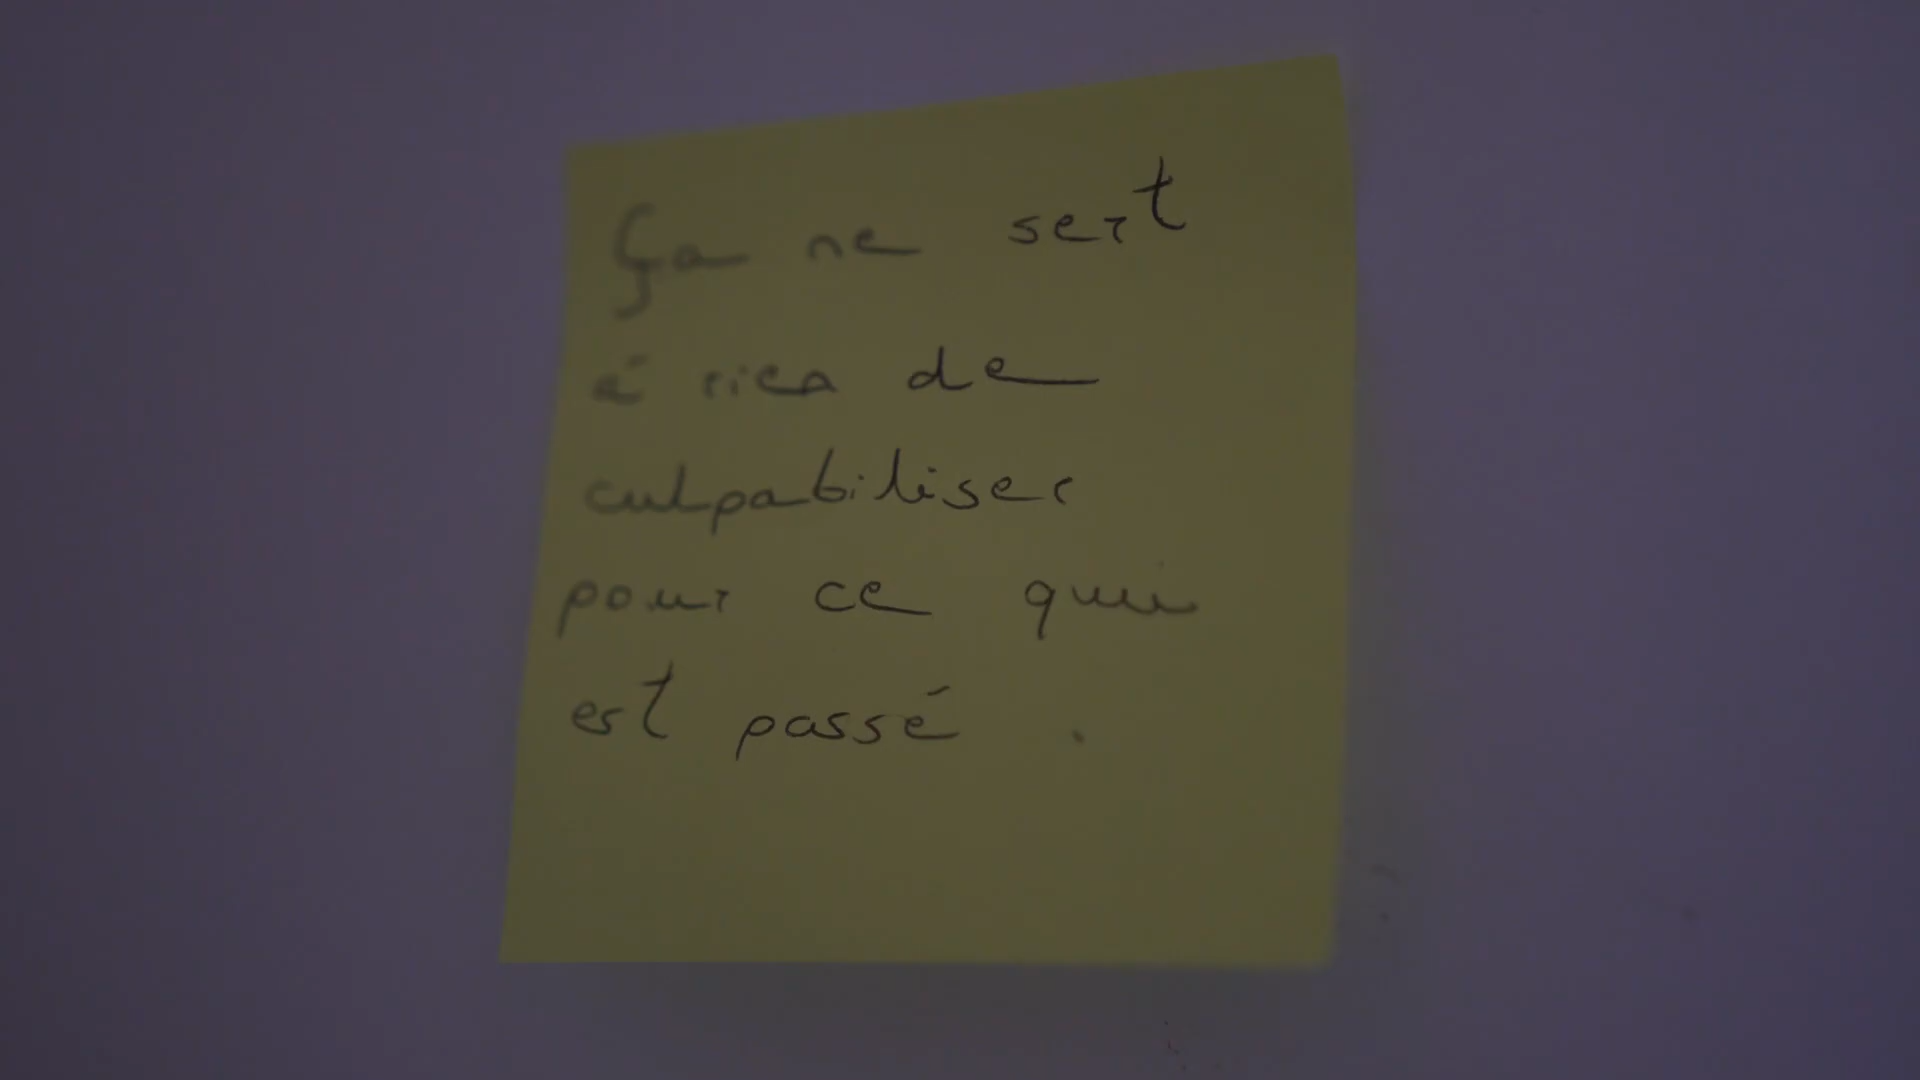 Ça ne sert
à rien de
culpabiliser
pour ce qui
est passé .